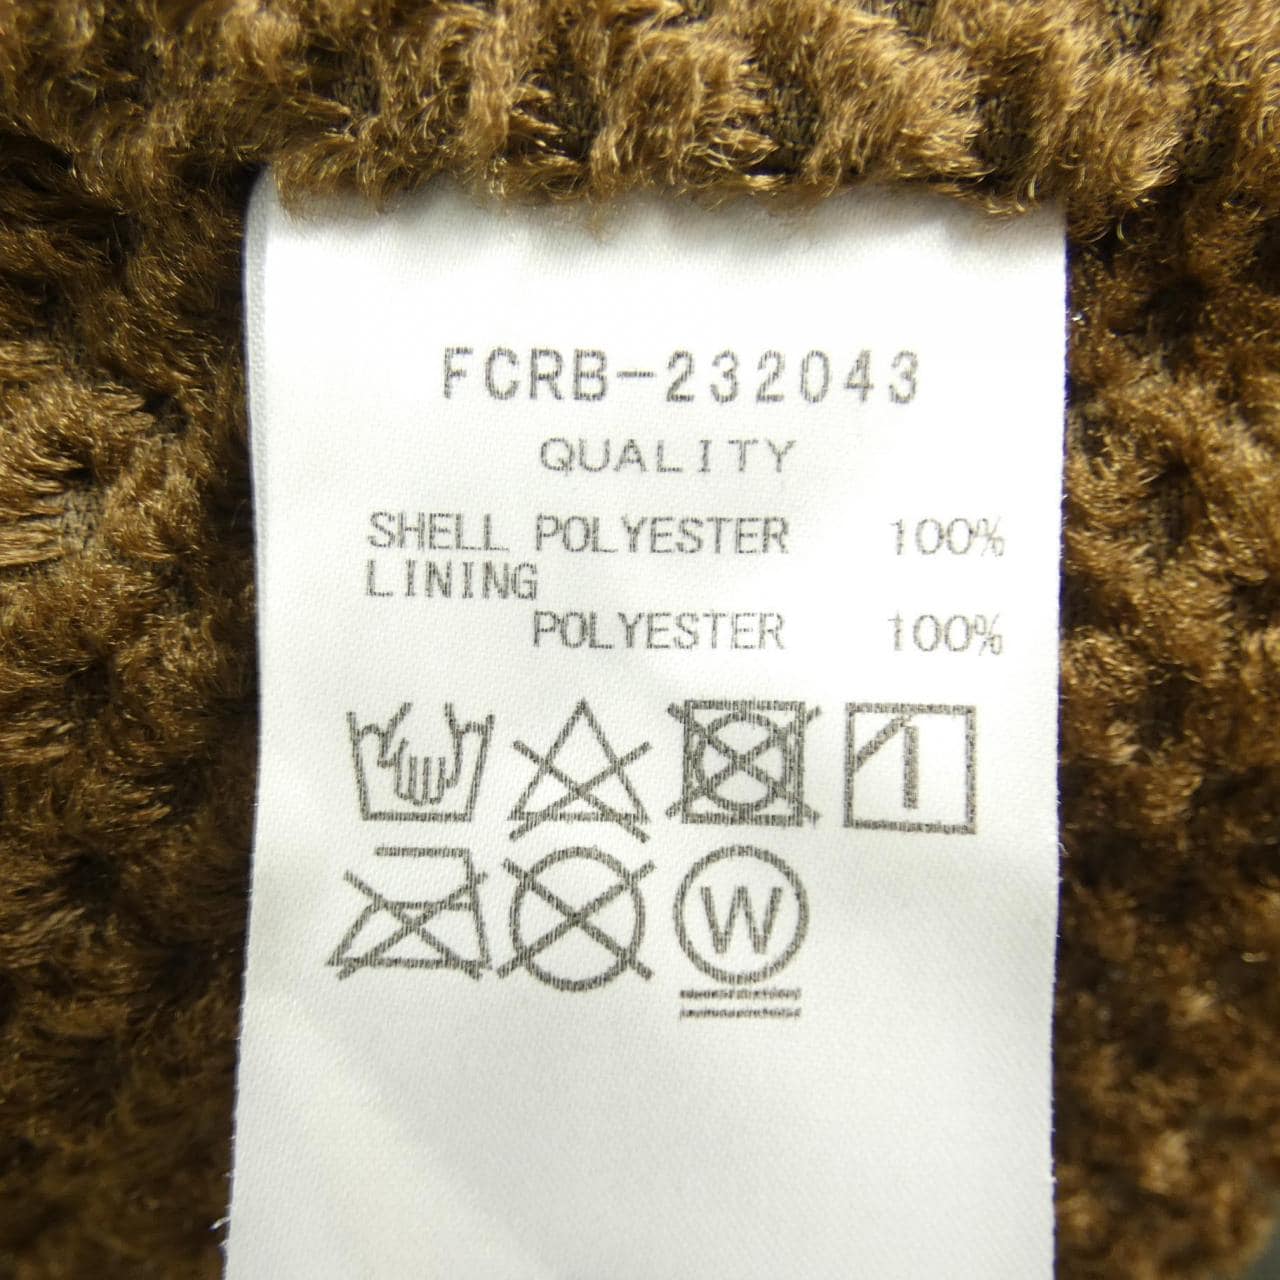 FCRB-232043
QUALITY
SHELL POLYESTER 100%
LINING
POLYESTER 100%
W